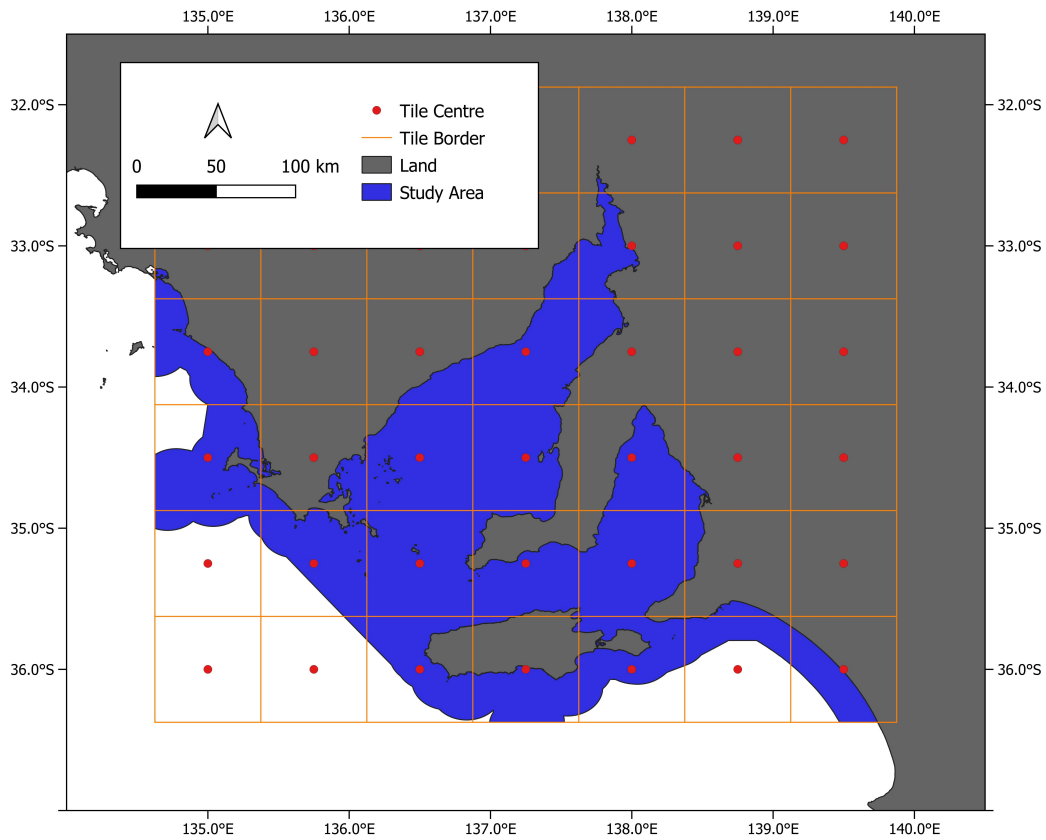 135.0°E 136.0°E 137.0°E 138.0°E 139.0°E 140.0°E
32.0°S 32.0°S
Tile Centre
Tile Border
0 50 100 km
Land
Study Area
33.0°S 33.0°S
34.0°S 34.0°S
35.0°S 35.0°S
36.0°S 36.0°S
135.0°E 136.0°E 137.0°E 138.0°E 139.0°E 140.0°E